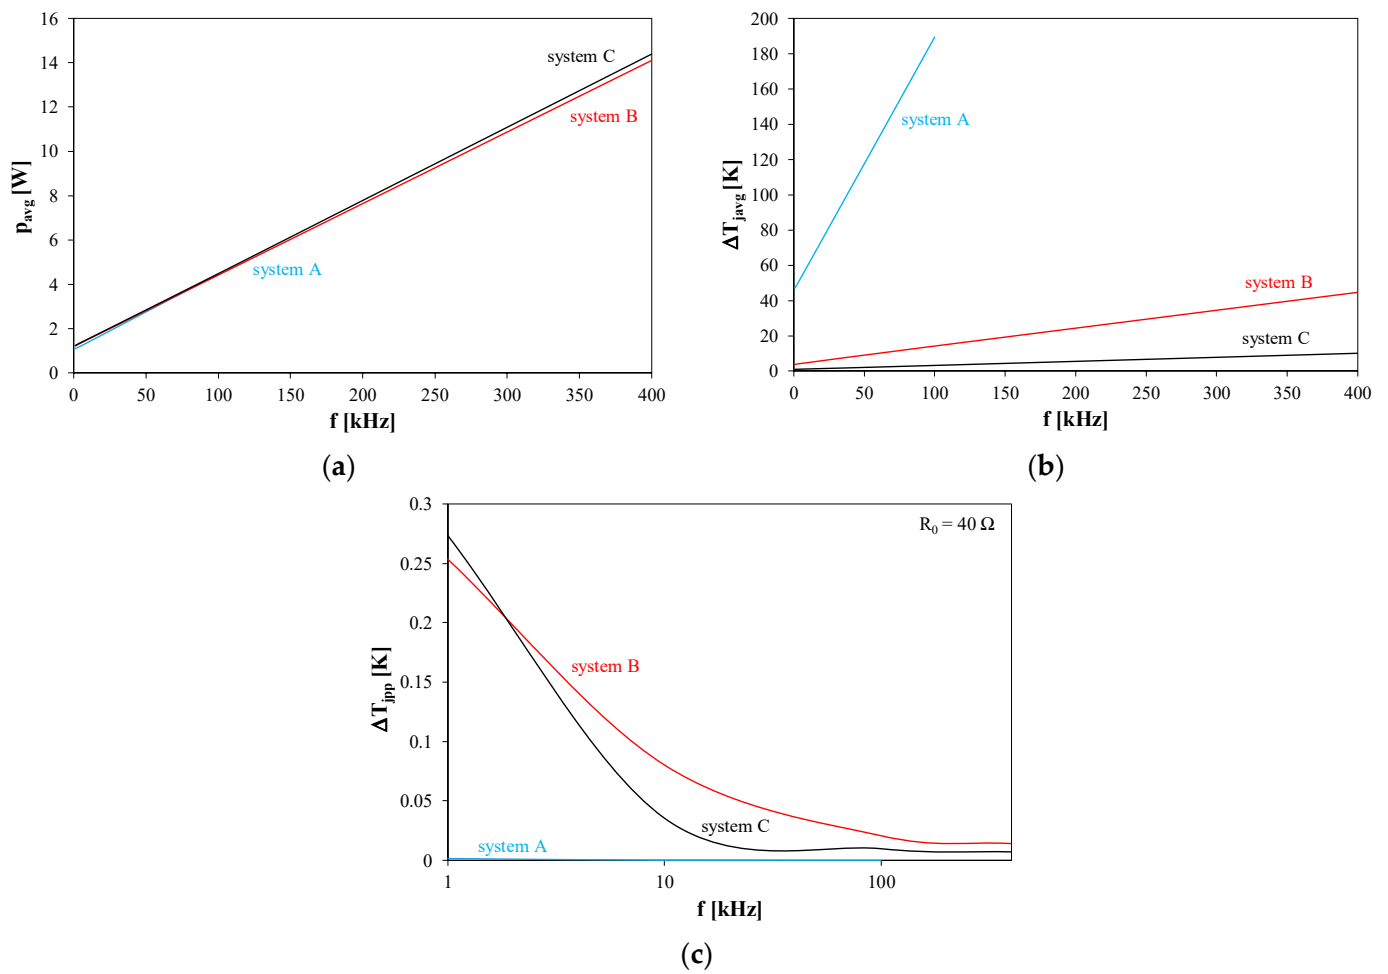 16
14
12
10
8
6
4
2
0
p_avg [W]
system C
system B
system A
0 50 100 150 200 250 300 350 400
f [kHz]
(a)
200
180
160
140
120
100
80
60
40
20
0
ΔT_javg [K]
system A
system B
system C
0 50 100 150 200 250 300 350 400
f [kHz]
(b)
0.3
0.25
0.2
0.15
0.1
0.05
0
ΔT_jpp [K]
R_0 = 40 Ω
system B
system C
system A
1 10 100
f [kHz]
(c)